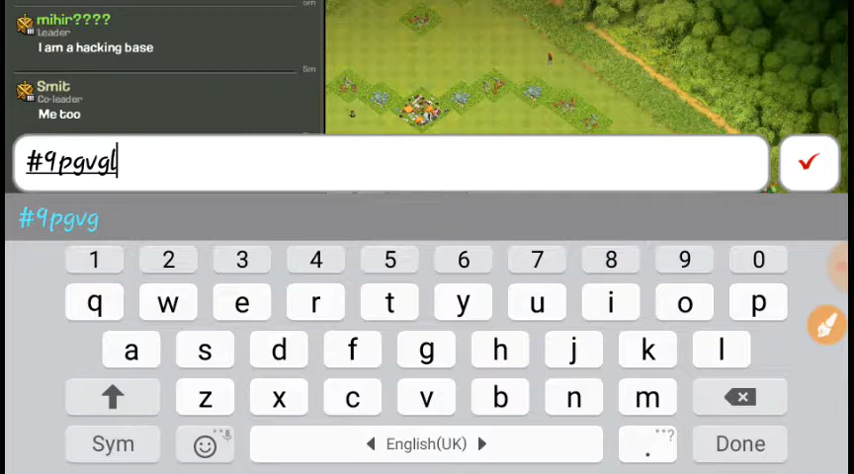 mihir????
Leader
I am a hacking base
5m
Smit
Co-leader
Me too
#9pgvgl
#9pgvg
1 2 3 4 5 6 7 8 9 0
q w e r t y u i o p
a s d f g h j k l
z x c v b n m
Sym English(UK) . ? Done